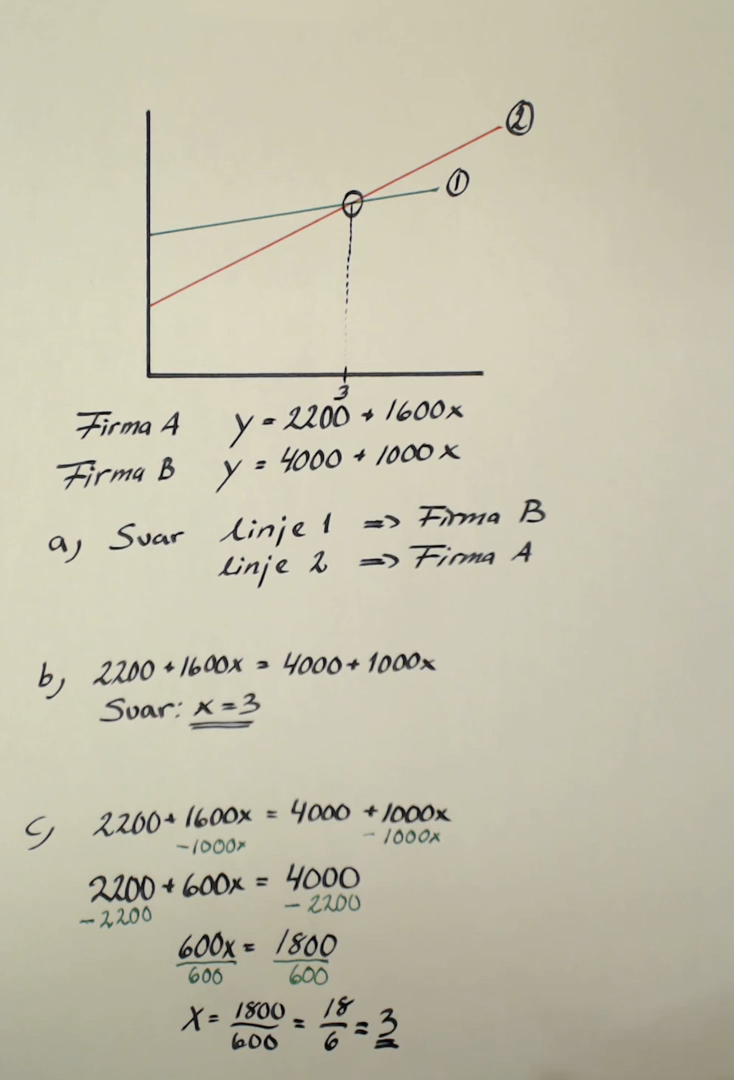 ②
①
3
Firma A y = 2200 + 1600x
Firma B y = 4000 + 1000x
a) Svar linje 1 => Firma B
linje 2 => Firma A
b) 2200 + 1600x = 4000 + 1000x
Svar: x = 3
c) 2200 + 1600x = 4000 + 1000x
-1000x - 1000x
2200 + 600x = 4000
-2200 - 2200
600x = 1800
600 600
x = 1800/600 = 18/6 = 3